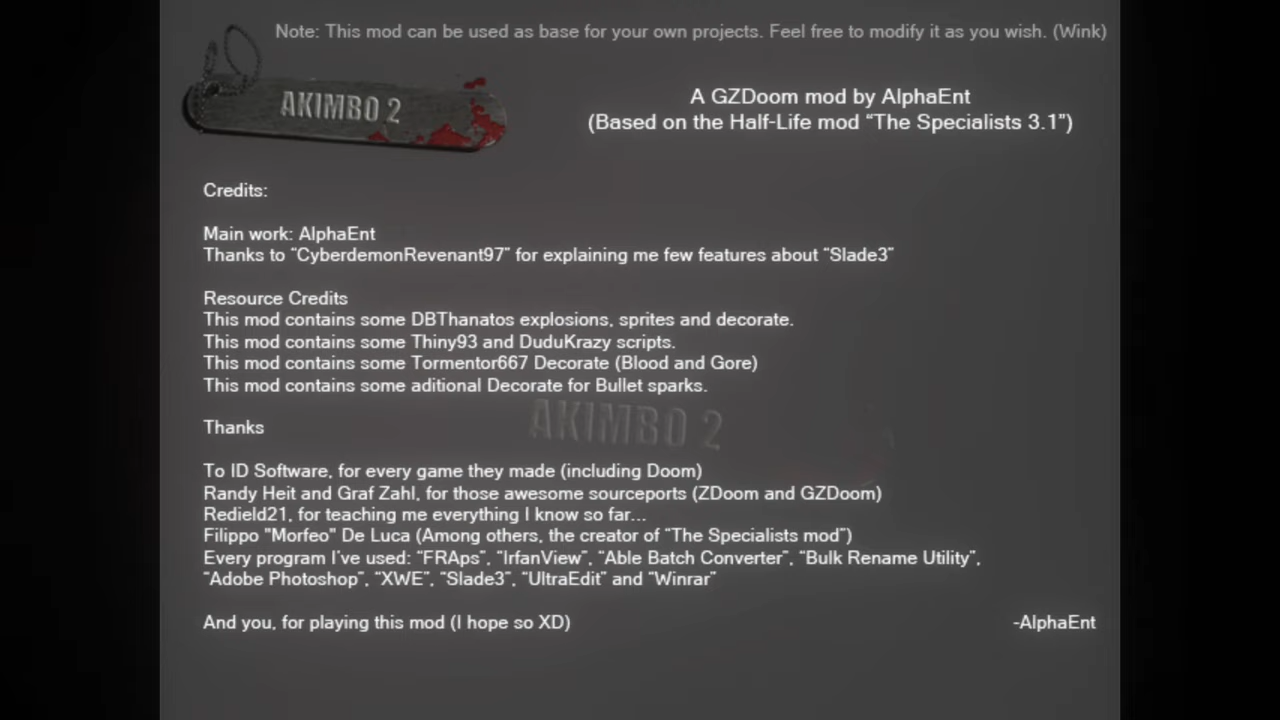 Note: This mod can be used as base for your own projects. Feel free to modify it as you wish. (Wink)
AKIMBO 2
A GZDoom mod by AlphaEnt
(Based on the Half-Life mod “The Specialists 3.1”)
Credits:
Main work: AlphaEnt
Thanks to “CyberdemonRevenant97” for explaining me few features about “Slade3”
Resource Credits
This mod contains some DBThanatos explosions, sprites and decorate.
This mod contains some Thiny93 and DuduKrazy scripts.
This mod contains some Tormentor667 Decorate (Blood and Gore)
This mod contains some aditional Decorate for Bullet sparks.
AKIMBO 2
Thanks
To ID Software, for every game they made (including Doom)
Randy Heit and Graf Zahl, for those awesome sourceports (ZDoom and GZDoom)
Redield21, for teaching me everything I know so far...
Filippo "Morfeo" De Luca (Among others, the creator of “The Specialists mod”)
Every program I’ve used: “FRAps”, “IrfanView”, “Able Batch Converter”, “Bulk Rename Utility”,
“Adobe Photoshop”, “XWE”, “Slade3”, “UltraEdit” and “Winrar”
And you, for playing this mod (I hope so XD)
-AlphaEnt